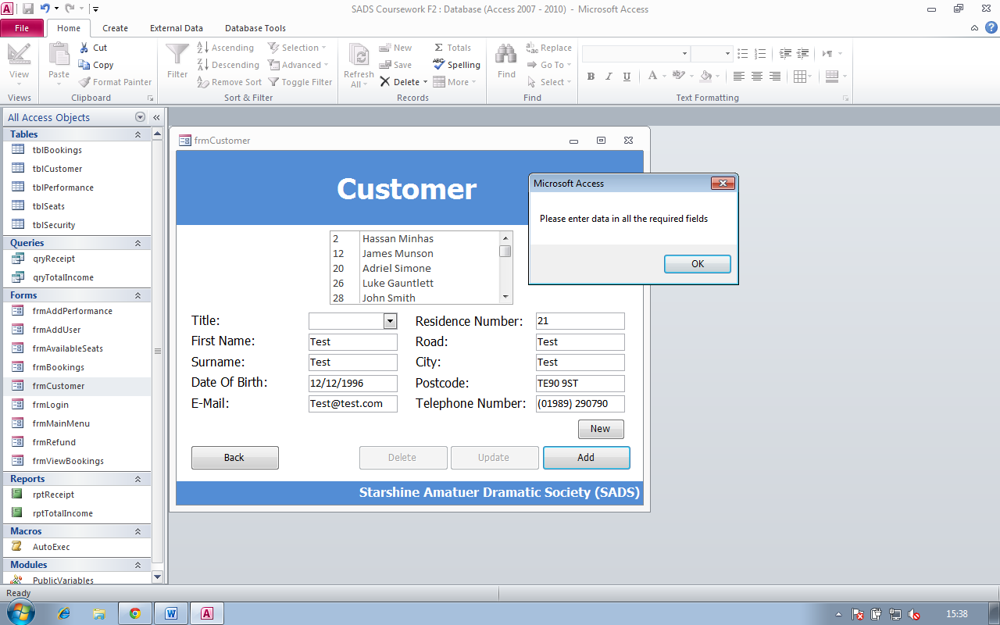 SADS Coursework F2 : Database (Access 2007 - 2010) - Microsoft Access
File Home Create External Data Database Tools
View
Views
Paste
Cut
Copy
Format Painter
Clipboard
Filter
Ascending
Descending
Remove Sort
Selection
Advanced
Toggle Filter
Sort & Filter
Refresh All
New
Save
Delete
Totals
Spelling
More
Records
Find
Replace
Go To
Select
Find
B I U A ab
Text Formatting
All Access Objects
Tables
tblBookings
tblCustomer
tblPerformance
tblSeats
tblSecurity
Queries
qryReceipt
qryTotalIncome
Forms
frmAddPerformance
frmAddUser
frmAvailableSeats
frmBookings
frmCustomer
frmLogin
frmMainMenu
frmRefund
frmViewBookings
Reports
rptReceipt
rptTotalIncome
Macros
AutoExec
Modules
PublicVariables
frmCustomer
Customer
2 Hassan Minhas
12 James Munson
20 Adriel Simone
26 Luke Gauntlett
28 John Smith
Microsoft Access
Please enter data in all the required fields
OK
Title:
First Name: Test
Surname: Test
Date Of Birth: 12/12/1996
E-Mail: Test@test.com
Residence Number: 21
Road: Test
City: Test
Postcode: TE90 9ST
Telephone Number: (01989) 290790
New
Back Delete Update Add
Starshine Amatuer Dramatic Society (SADS)
Ready
15:38